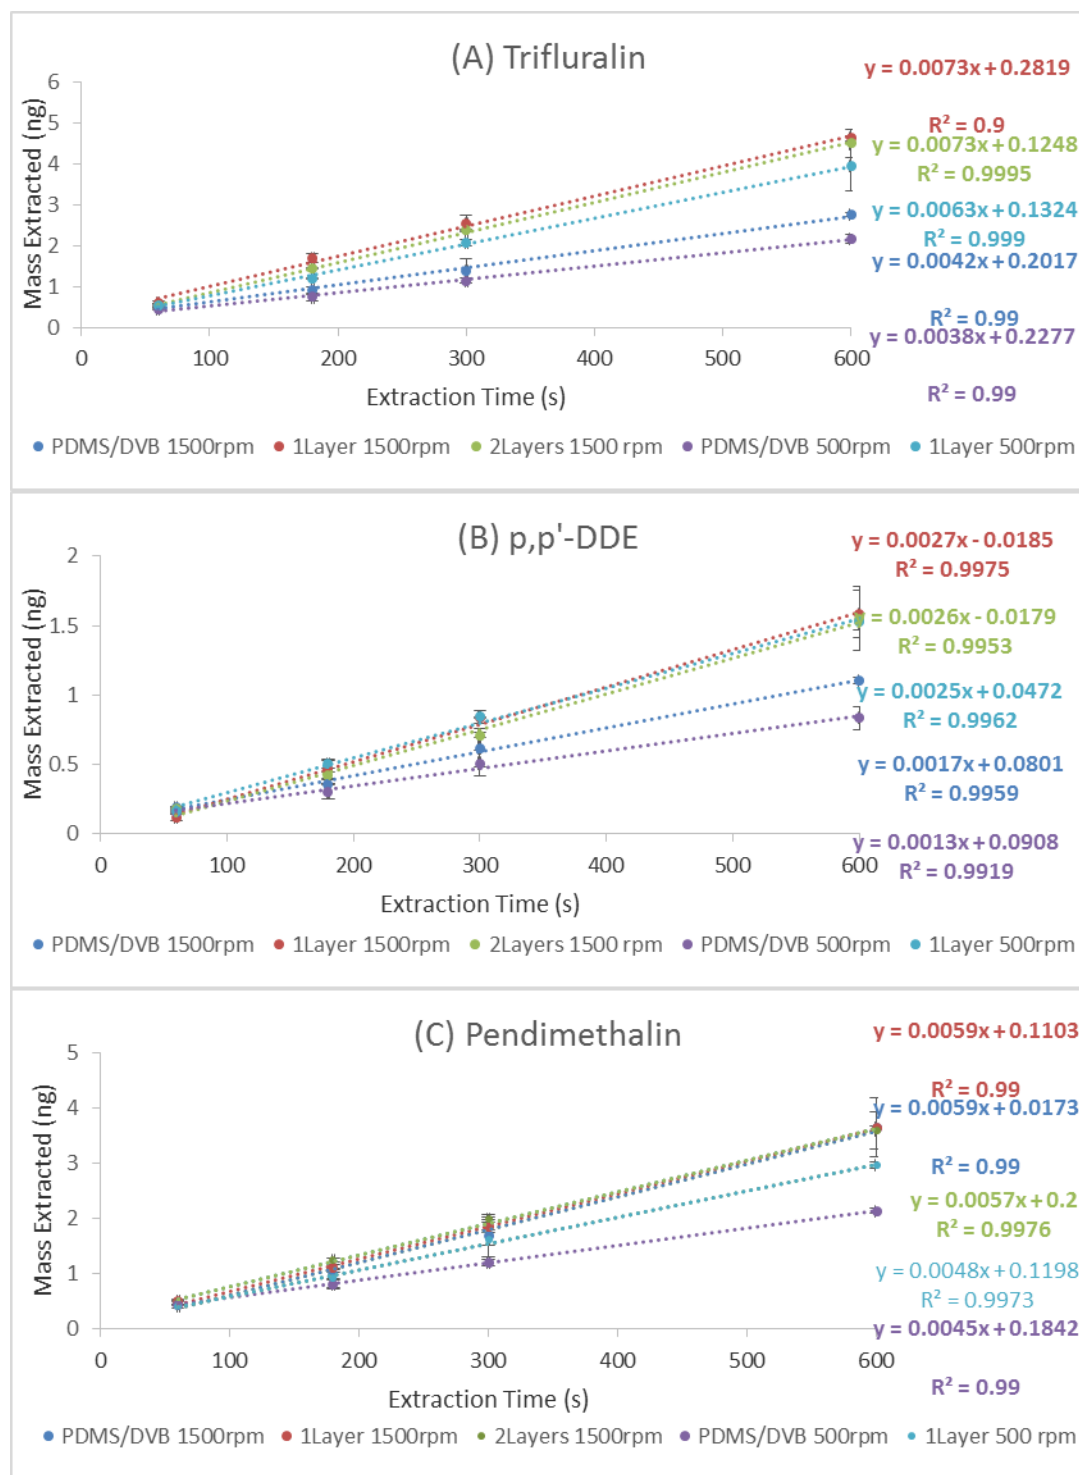 (A) Trifluralin
y = 0.0073x + 0.2819
R² = 0.9
y = 0.0073x + 0.1248
R² = 0.9995
y = 0.0063x + 0.1324
R² = 0.999
y = 0.0042x + 0.2017
R² = 0.99
y = 0.0038x + 0.2277
R² = 0.99
Mass Extracted (ng)
6
5
4
3
2
1
0
0 100 200 300 400 500 600
Extraction Time (s)
PDMS/DVB 1500rpm 1Layer 1500rpm 2Layers 1500 rpm PDMS/DVB 500rpm 1Layer 500rpm
(B) p,p'-DDE
y = 0.0027x - 0.0185
R² = 0.9975
= 0.0026x - 0.0179
R² = 0.9953
y = 0.0025x + 0.0472
R² = 0.9962
y = 0.0017x + 0.0801
R² = 0.9959
y = 0.0013x + 0.0908
R² = 0.9919
Mass Extracted (ng)
2
1.5
1
0.5
0
0 100 200 300 400 500 600
Extraction Time (s)
PDMS/DVB 1500rpm 1Layer 1500rpm 2Layers 1500 rpm PDMS/DVB 500rpm 1Layer 500rpm
(C) Pendimethalin
y = 0.0059x + 0.1103
R² = 0.99
y = 0.0059x + 0.0173
R² = 0.99
y = 0.0057x + 0.2
R² = 0.9976
y = 0.0048x + 0.1198
R² = 0.9973
y = 0.0045x + 0.1842
R² = 0.99
Mass Extracted (ng)
5
4
3
2
1
0
0 100 200 300 400 500 600
Extraction Time (s)
PDMS/DVB 1500rpm 1Layer 1500rpm 2Layers 1500rpm PDMS/DVB 500rpm 1Layer 500 rpm